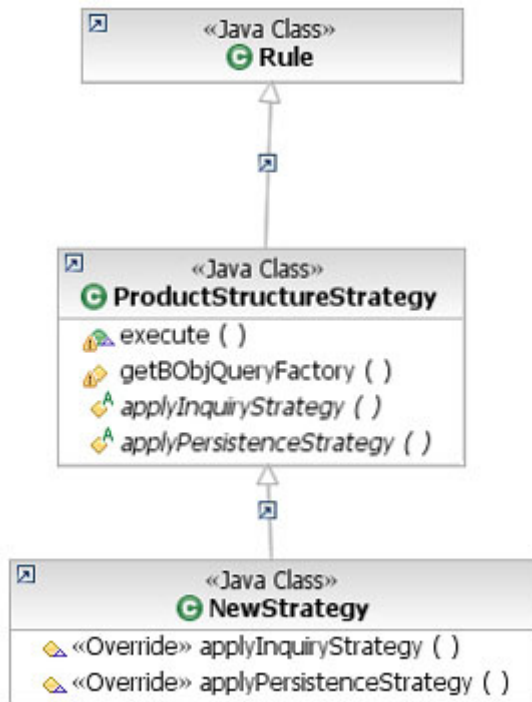 «Java Class»
C Rule
«Java Class»
C ProductStructureStrategy
execute ( )
getBObjQueryFactory ( )
A applyInquiryStrategy ( )
A applyPersistenceStrategy ( )
«Java Class»
C NewStrategy
«Override» applyInquiryStrategy ( )
«Override» applyPersistenceStrategy ( )